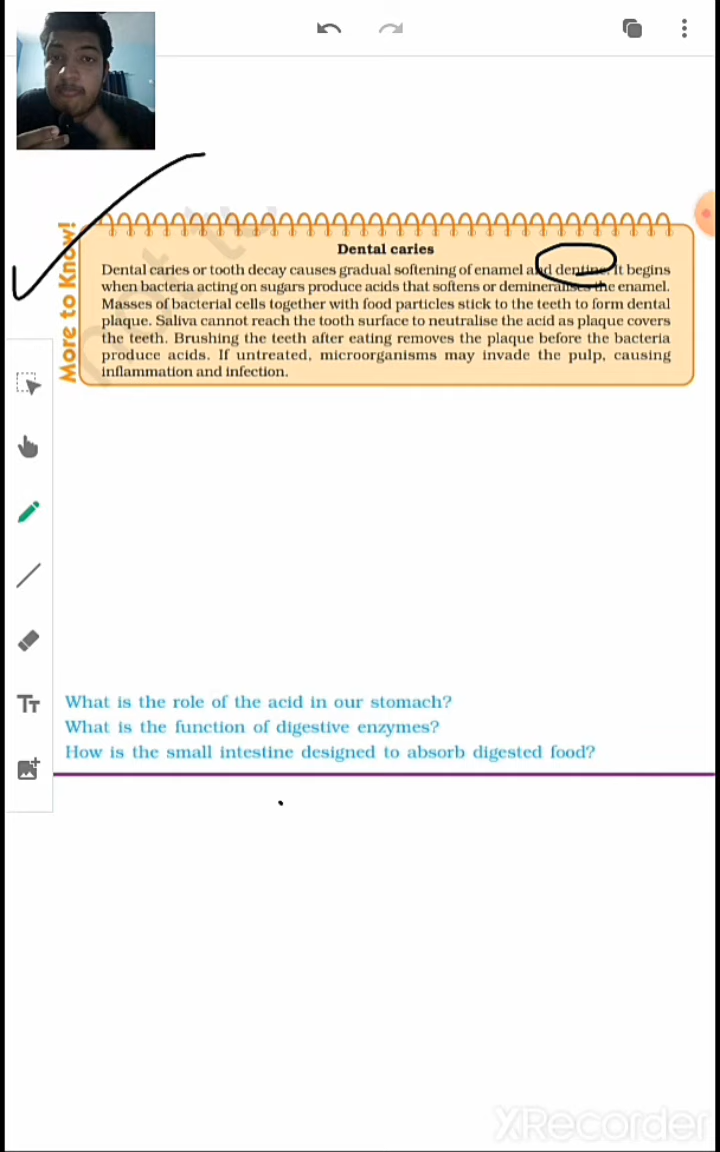 More to Know!
Dental caries
Dental caries or tooth decay causes gradual softening of enamel and dentine. It begins
when bacteria acting on sugars produce acids that softens or demineralises the enamel.
Masses of bacterial cells together with food particles stick to the teeth to form dental
plaque. Saliva cannot reach the tooth surface to neutralise the acid as plaque covers
the teeth. Brushing the teeth after eating removes the plaque before the bacteria
produce acids. If untreated, microorganisms may invade the pulp, causing
inflammation and infection.
TT
What is the role of the acid in our stomach?
What is the function of digestive enzymes?
How is the small intestine designed to absorb digested food?
XRecorder